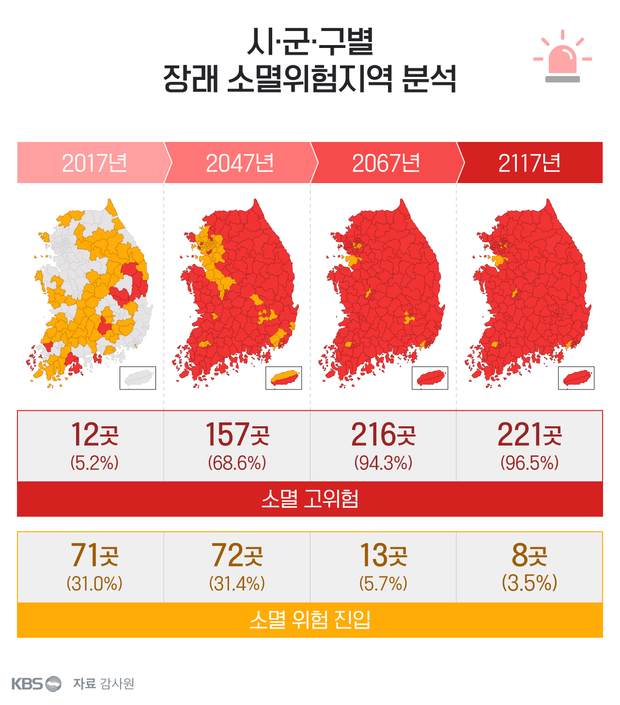 시·군·구별
장래 소멸위험지역 분석
2017년 2047년 2067년 2117년
12곳 157곳 216곳 221곳
(5.2%) (68.6%) (94.3%) (96.5%)
소멸 고위험
71곳 72곳 13곳 8곳
(31.0%) (31.4%) (5.7%) (3.5%)
소멸 위험 진입
KBS 자료 감사원